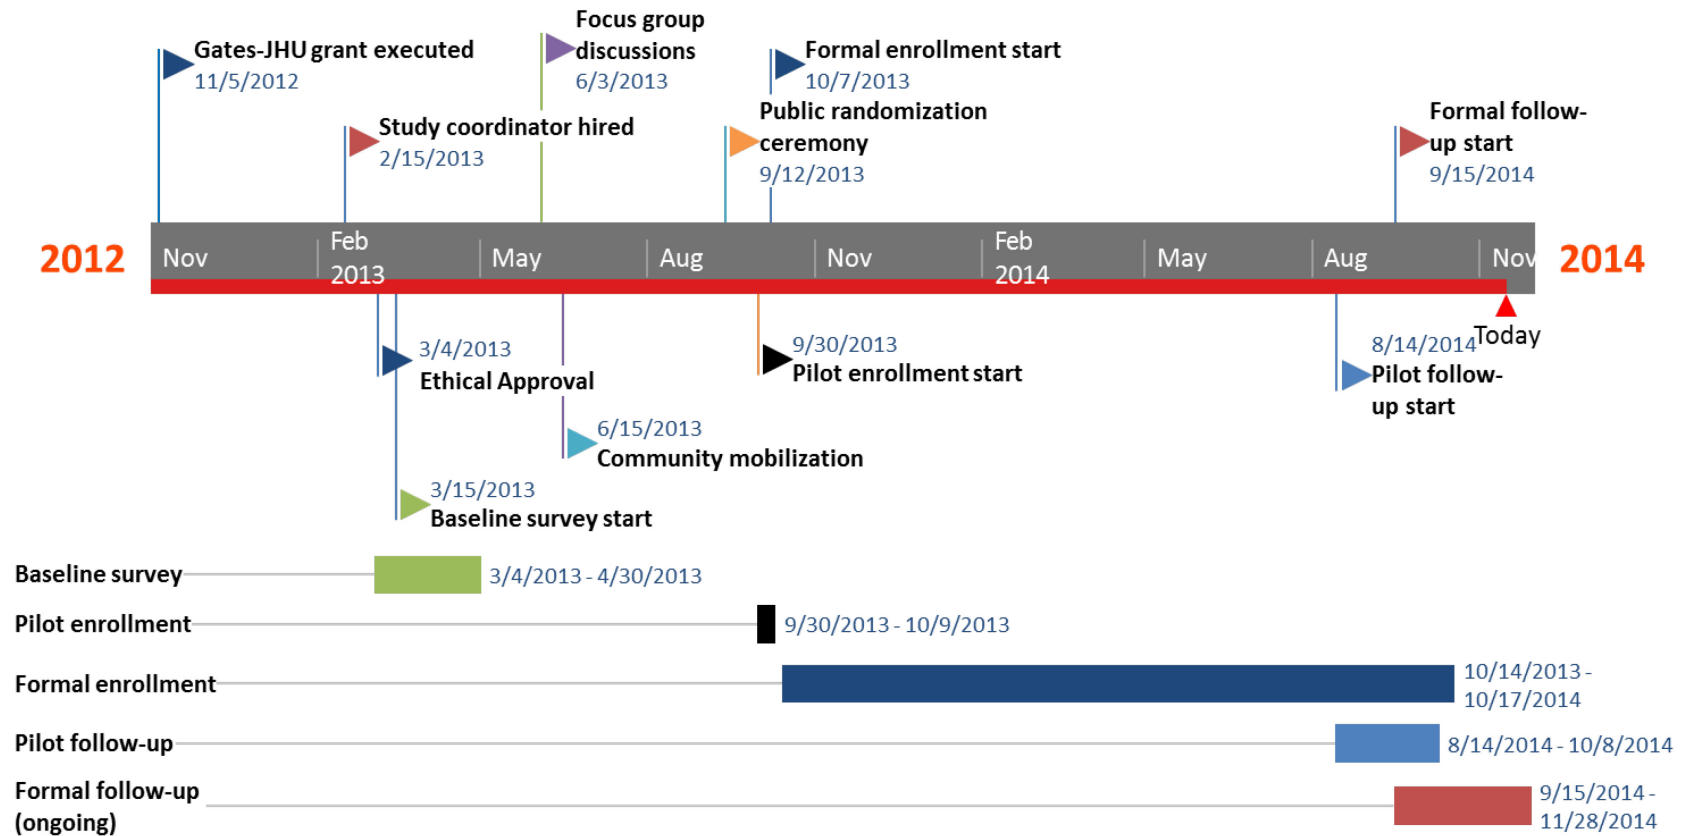 Gates-JHU grant executed
11/5/2012
Focus group
discussions
6/3/2013
Formal enrollment start
10/7/2013
Study coordinator hired
2/15/2013
Public randomization
ceremony
9/12/2013
Formal follow-
up start
9/15/2014
2012
Nov
Feb
2013
May
Aug
Nov
Feb
2014
May
Aug
Nov
2014
Today
3/4/2013
Ethical Approval
9/30/2013
Pilot enrollment start
8/14/2014
Pilot follow-
up start
6/15/2013
Community mobilization
3/15/2013
Baseline survey start
Baseline survey
3/4/2013 - 4/30/2013
Pilot enrollment
9/30/2013 - 10/9/2013
Formal enrollment
10/14/2013 -
10/17/2014
Pilot follow-up
8/14/2014 - 10/8/2014
Formal follow-up
(ongoing)
9/15/2014 -
11/28/2014